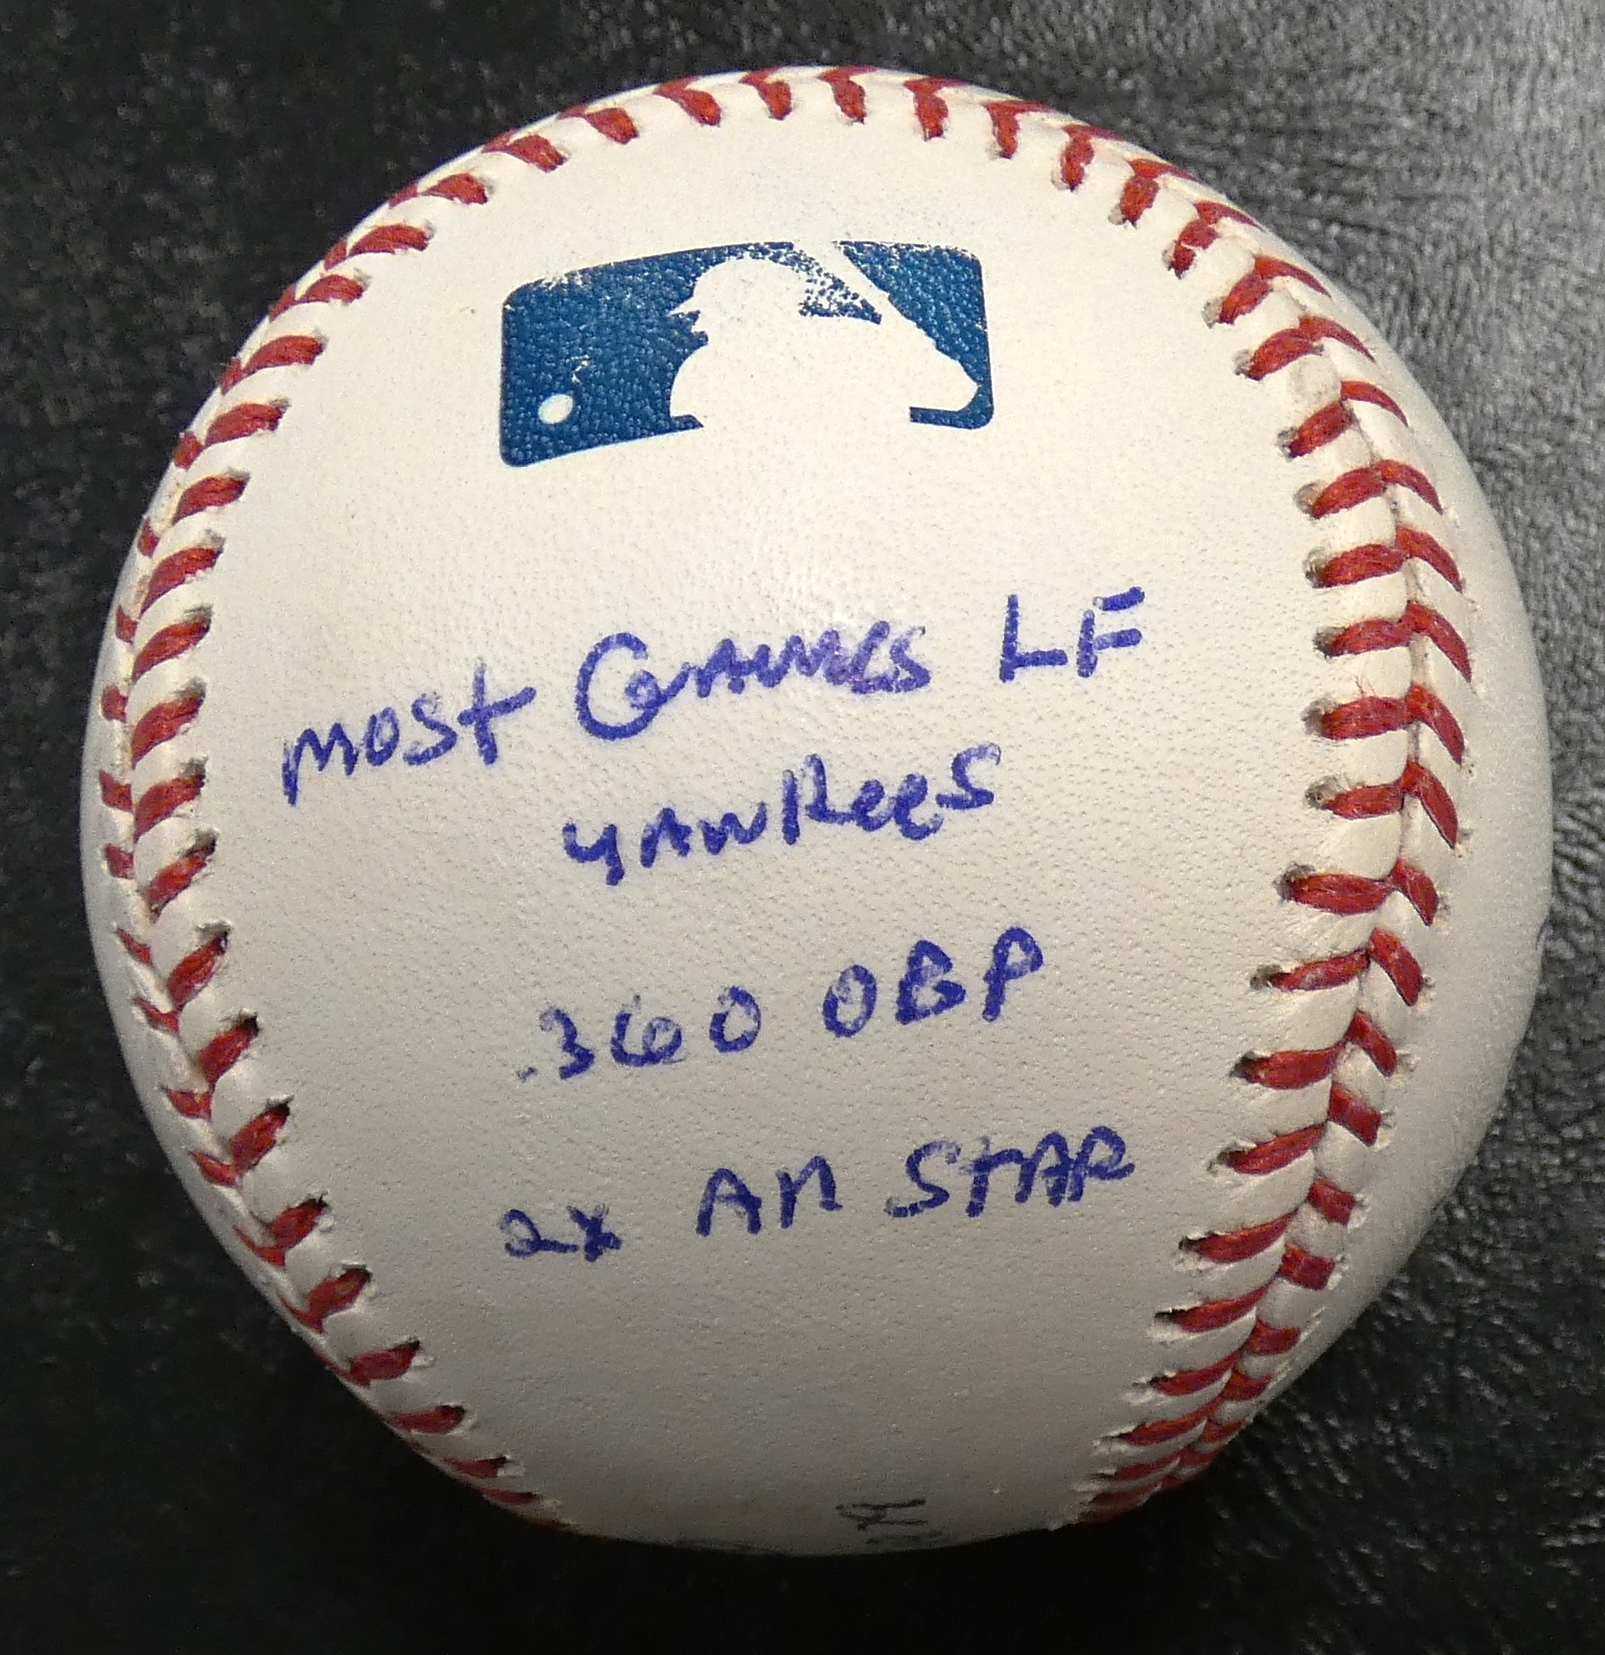 MOST GAMES LF
YANKees
.360 OBP
2x All STAR